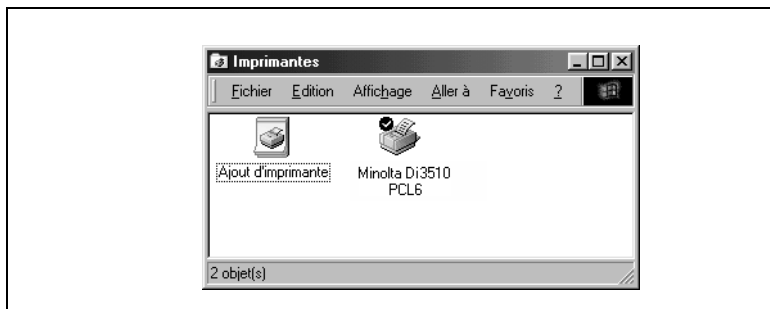 Imprimantes
Fichier Edition Affichage Aller à Favoris ?
Ajout d'imprimante
Minolta Di3510
PCL6
2 objet(s)